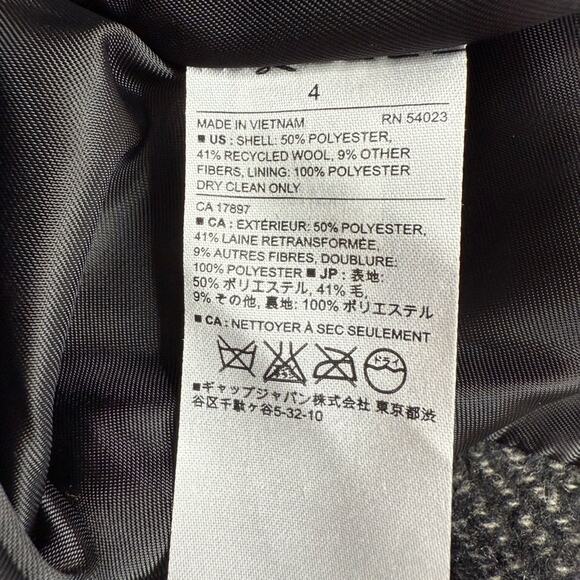 4
MADE IN VIETNAM RN 54023
■ US : SHELL: 50% POLYESTER,
41% RECYCLED WOOL, 9% OTHER
FIBERS, LINING: 100% POLYESTER
DRY CLEAN ONLY
CA 17897
■ CA : EXTÉRIEUR: 50% POLYESTER,
41% LAINE RETRANSFORMÉE,
9% AUTRES FIBRES, DOUBLURE:
100% POLYESTER ■ JP : 表地:
50% ポリエステル, 41% 毛,
9% その他, 裏地: 100% ポリエステル
■ CA : NETTOYER À SEC SEULEMENT
ドライ
■ギャップジャパン株式会社 東京都渋
谷区千駄ヶ谷5-32-10